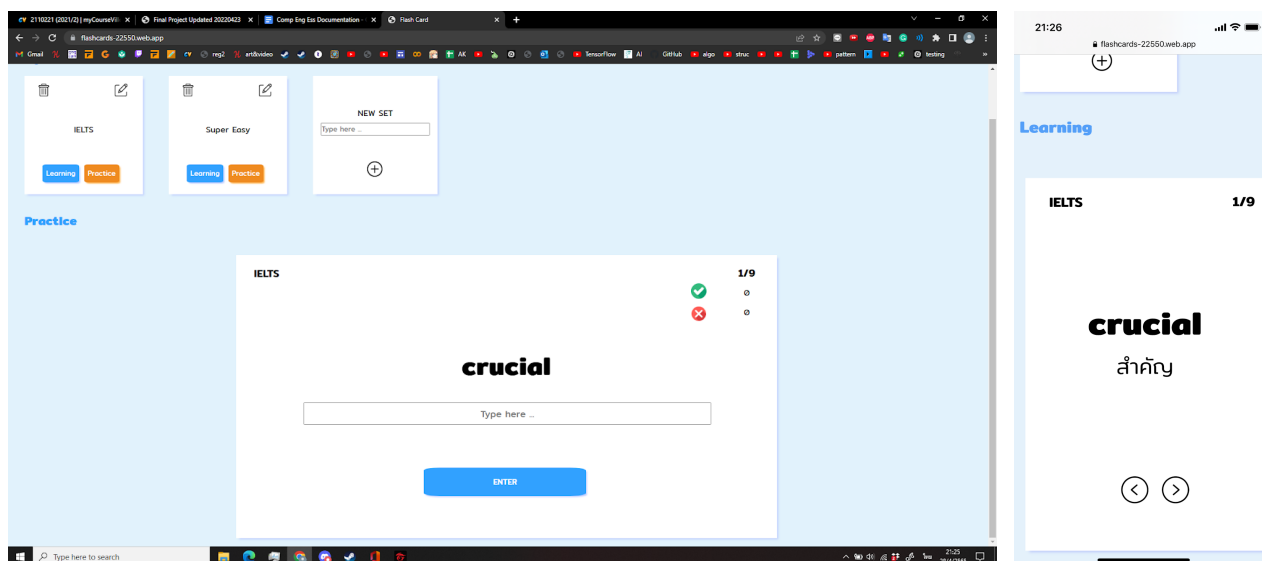 2110221 (2021/2) | myCourseVill
Final Project Updated 20220423
Comp Eng Ess Documentation -
Flash Card
flashcards-22550.web.app
Gmail
reg2
art&video
AK
TensorFlow
AI
GitHub
algo
struc
pattern
testing
IELTS
Learning
Practice
Super Easy
Learning
Practice
NEW SET
Type here ..
Practice
IELTS
1/9
0
0
crucial
Type here ..
ENTER
Type here to search
21:25
21:26
flashcards-22550.web.app
Learning
IELTS
1/9
crucial
สำคัญ